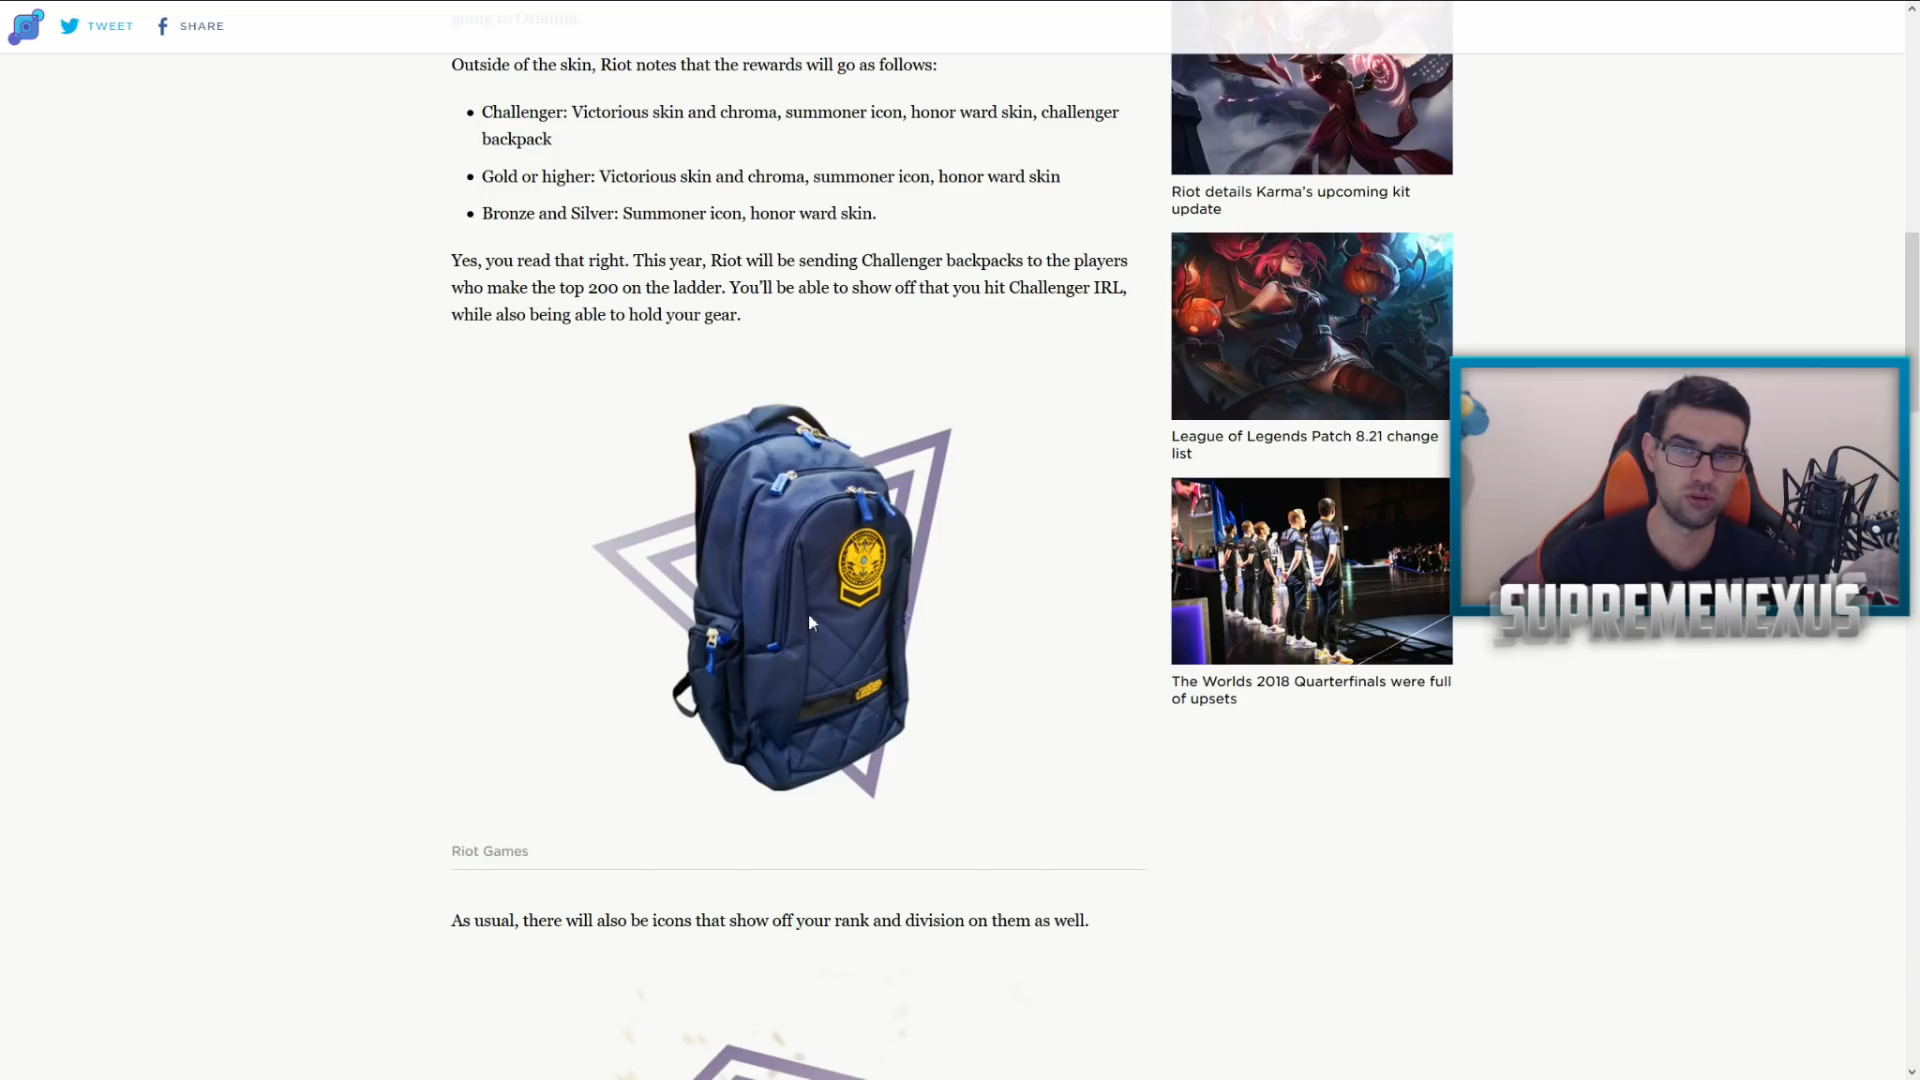 going to Orianna.
TWEET
SHARE
Outside of the skin, Riot notes that the rewards will go as follows:
• Challenger: Victorious skin and chroma, summoner icon, honor ward skin, challenger
backpack
• Gold or higher: Victorious skin and chroma, summoner icon, honor ward skin
• Bronze and Silver: Summoner icon, honor ward skin.
Yes, you read that right. This year, Riot will be sending Challenger backpacks to the players
who make the top 200 on the ladder. You’ll be able to show off that you hit Challenger IRL,
while also being able to hold your gear.
Riot Games
As usual, there will also be icons that show off your rank and division on them as well.
Riot details Karma’s upcoming kit
update
League of Legends Patch 8.21 change
list
The Worlds 2018 Quarterfinals were full
of upsets
SUPREMENEXUS